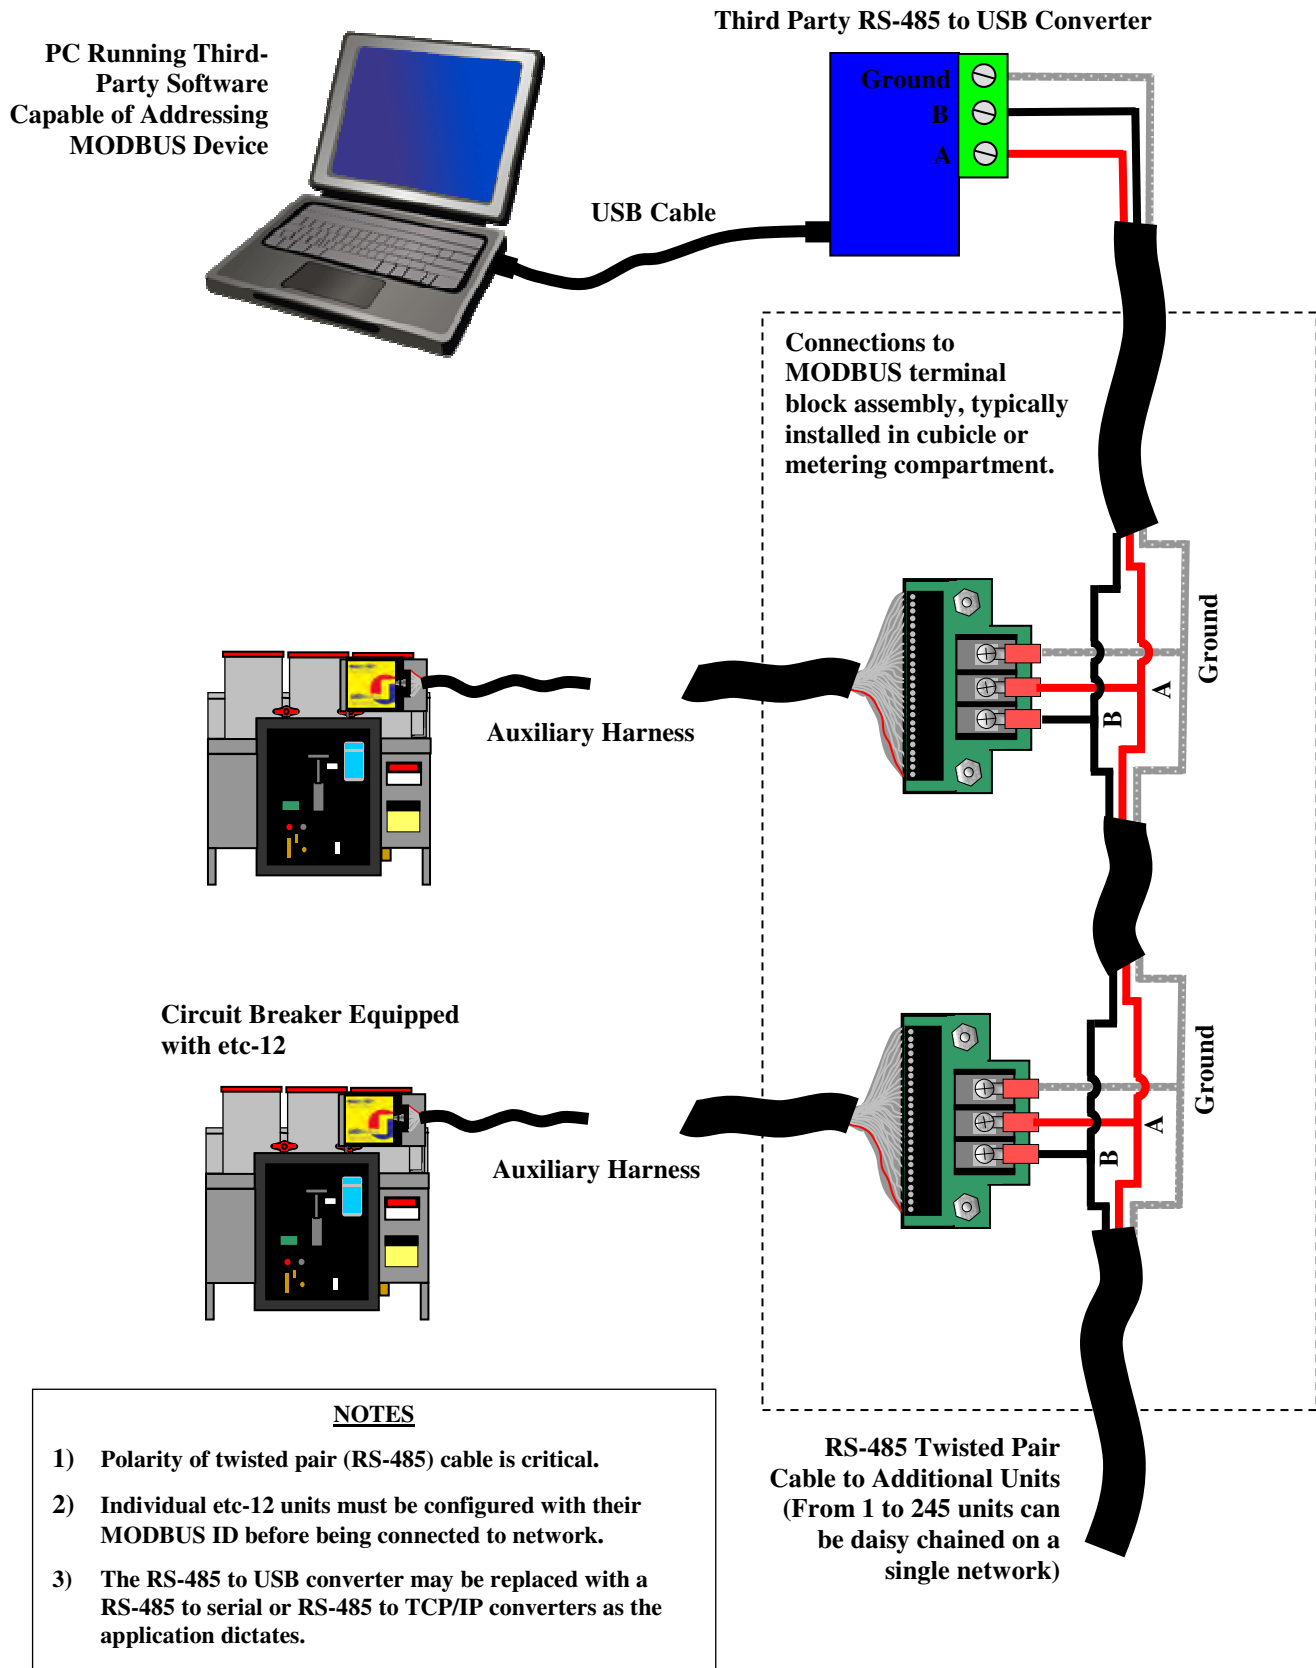 Third Party RS-485 to USB Converter
PC Running Third-
Party Software
Capable of Addressing
MODBUS Device
Ground
B
A
USB Cable
Connections to
MODBUS terminal
block assembly, typically
installed in cubicle or
metering compartment.
Ground
A
B
Auxiliary Harness
Circuit Breaker Equipped
with etc-12
Ground
A
B
Auxiliary Harness
NOTES
1) Polarity of twisted pair (RS-485) cable is critical.
2) Individual etc-12 units must be configured with their
MODBUS ID before being connected to network.
3) The RS-485 to USB converter may be replaced with a
RS-485 to serial or RS-485 to TCP/IP converters as the
application dictates.
RS-485 Twisted Pair
Cable to Additional Units
(From 1 to 245 units can
be daisy chained on a
single network)